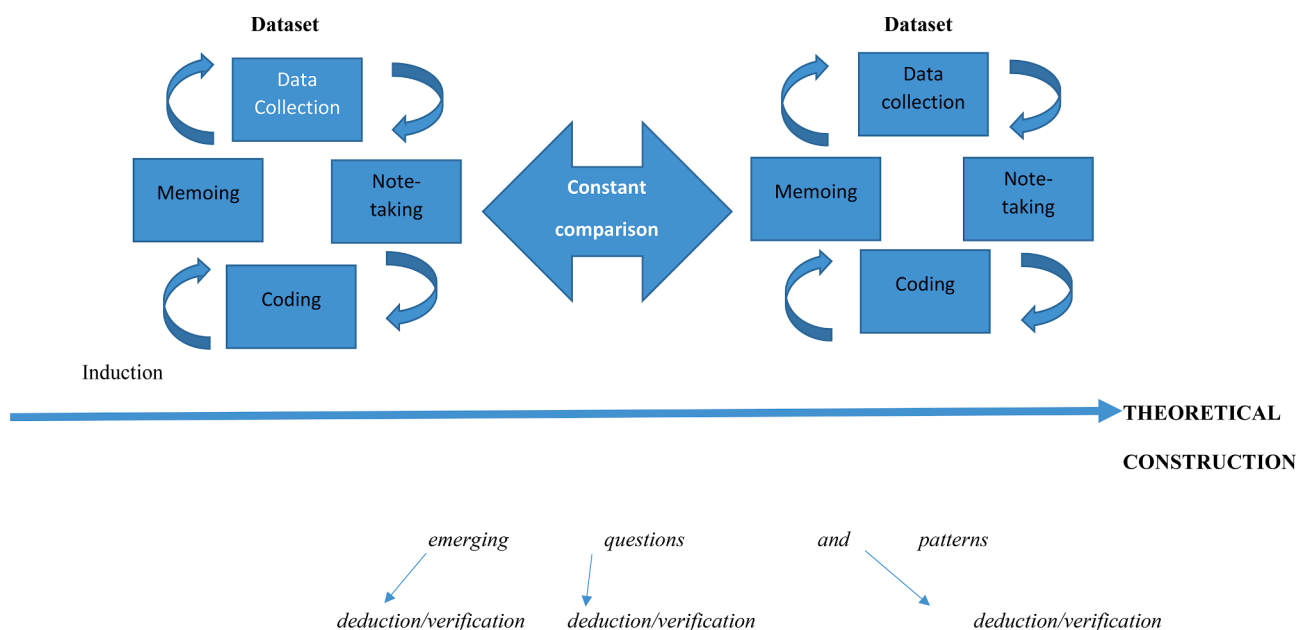 Dataset
Dataset
Data
Collection
Memoing
Note-
taking
Coding
Constant
comparison
Data
collection
Memoing
Note-
taking
Coding
Induction
THEORETICAL
CONSTRUCTION
emerging questions and patterns
deduction/verification deduction/verification deduction/verification